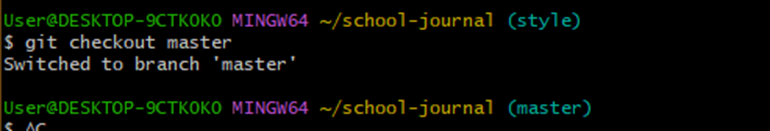 User@DESKTOP-9CTKOKO MINGW64 ~/school-journal (style)
$ git checkout master
Switched to branch 'master'
User@DESKTOP-9CTKOKO MINGW64 ~/school-journal (master)
$ ^C